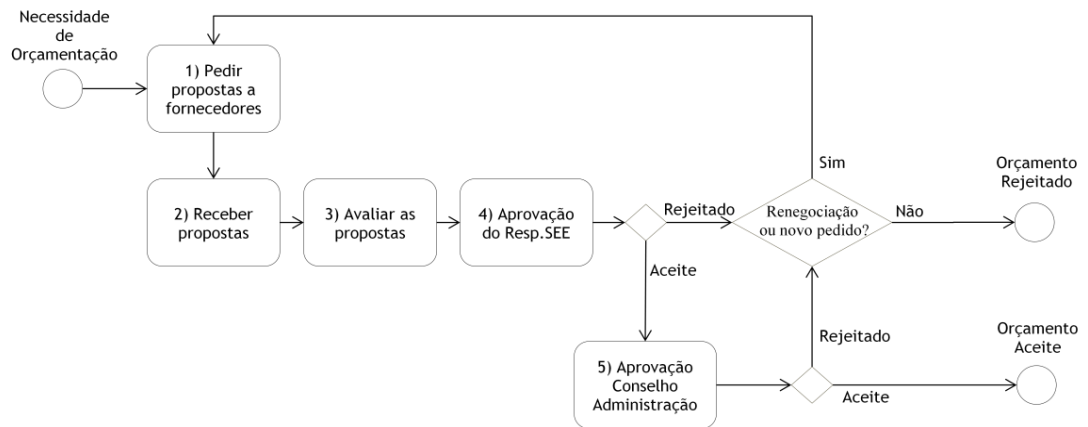 Necessidade
de
Orçamentação
1) Pedir
propostas a
fornecedores
2) Receber
propostas
3) Avaliar as
propostas
4) Aprovação
do Resp.SEE
Rejeitado
Aceite
Sim
Renegociação
ou novo pedido?
Não
Orçamento
Rejeitado
5) Aprovação
Conselho
Administração
Rejeitado
Aceite
Orçamento
Aceite